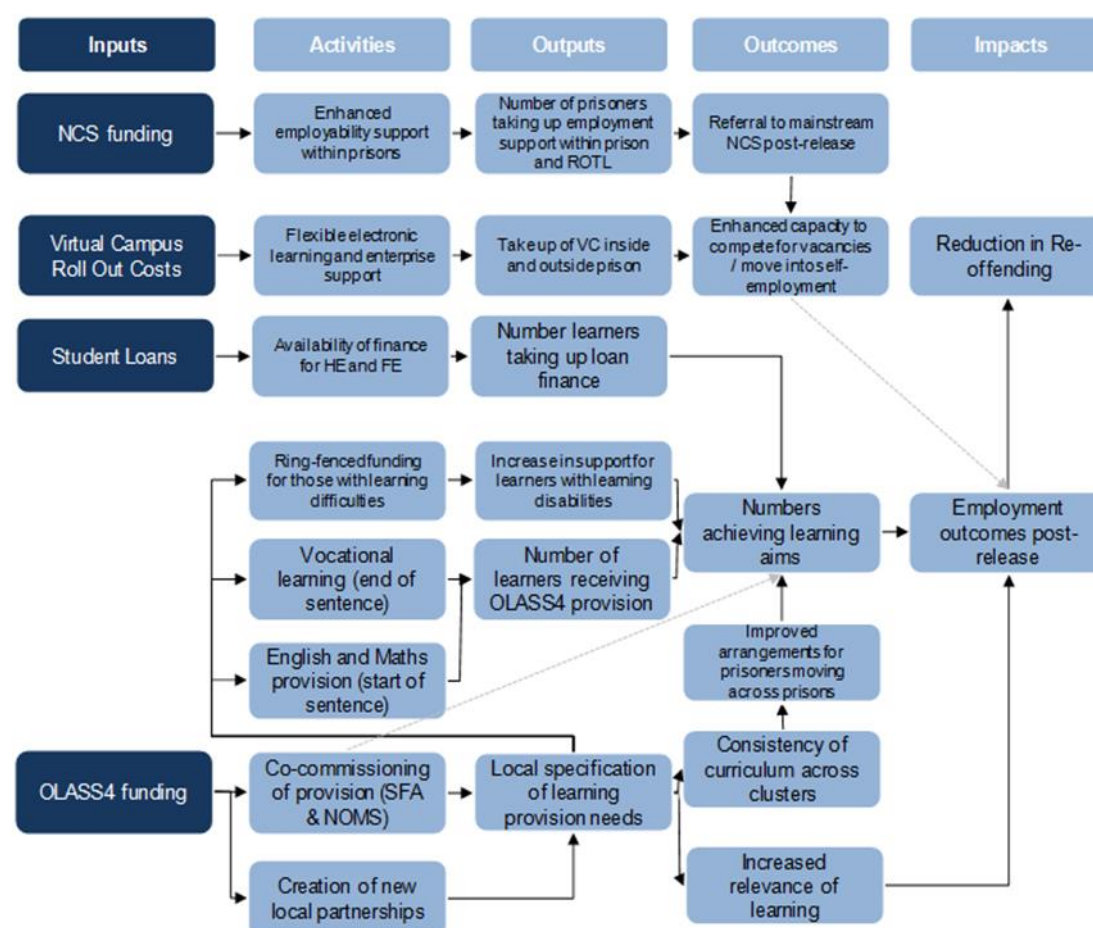 Inputs
Activities
Outputs
Outcomes
Impacts
NCS funding
Enhanced
employability support
within prisons
Number of prisoners
taking up employment
support within prison
and ROTL
Referral to mainstream
NCS post-release
Virtual Campus
Roll Out Costs
Flexible electronic
learning and enterprise
support
Take up of VC inside
and outside prison
Enhanced capacity to
compete for vacancies
/ move into self-
employment
Reduction in Re-
offending
Student Loans
Availability of finance
for HE and FE
Number learners
taking up loan
finance
Ring-fenced funding
for those with learning
difficulties
Increase in support for
learners with learning
disabilities
Numbers
achieving learning
aims
Employment
outcomes post-
release
Vocational
learning (end of
sentence)
Number of
learners receiving
OLASS4 provision
English and Maths
provision (start of
sentence)
Improved
arrangements for
prisoners moving
across prisons
OLASS4 funding
Co-commissioning
of provision (SFA
& NOMS)
Local specification
of learning
provision needs
Consistency of
curriculum across
clusters
Creation of new
local partnerships
Increased
relevance of
learning